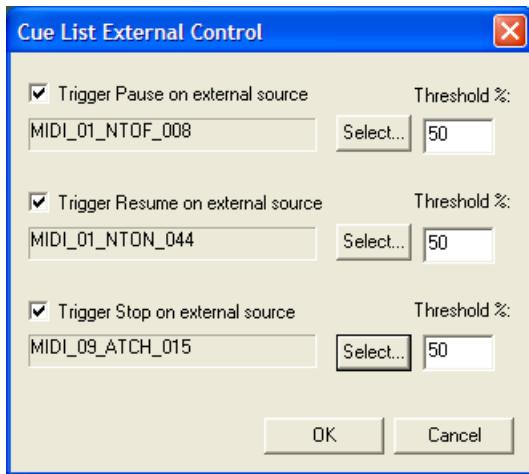 Cue List External Control
Trigger Pause on external source Threshold %:
MIDI_01_NTOF_008 Select... 50
Trigger Resume on external source Threshold %:
MIDI_01_NTON_044 Select... 50
Trigger Stop on external source Threshold %:
MIDI_09_ATCH_015 Select... 50
OK Cancel